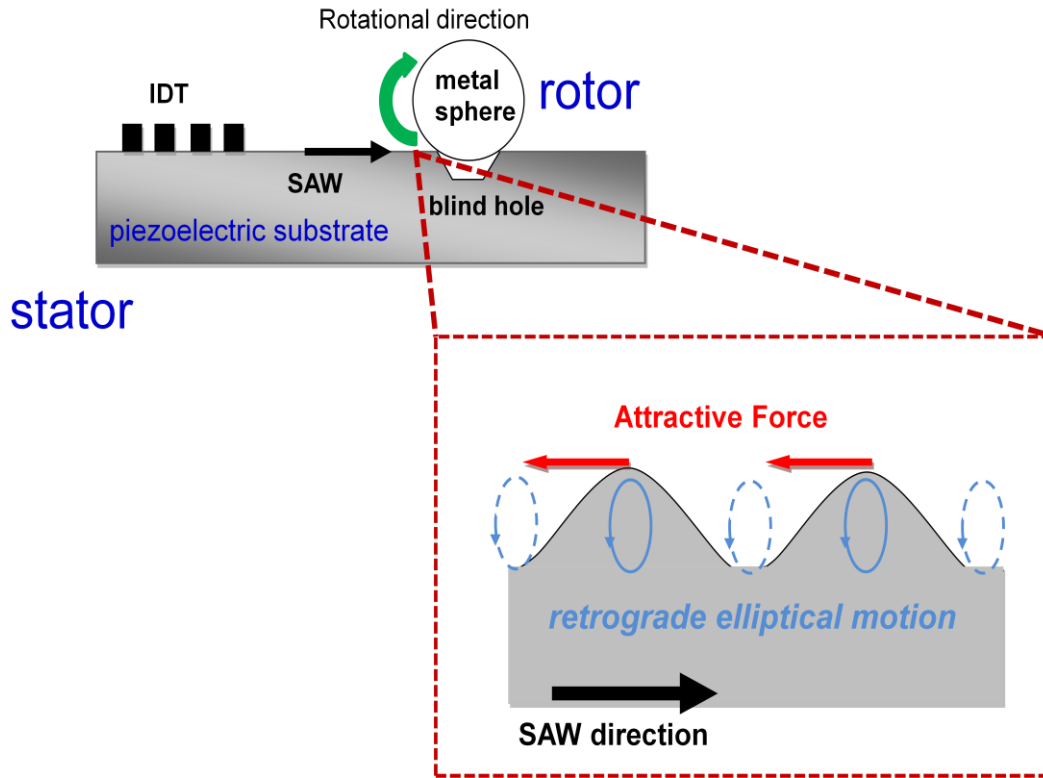 Rotational direction
IDT
metal
sphere
rotor
SAW
blind hole
piezoelectric substrate
stator
Attractive Force
retrograde elliptical motion
SAW direction